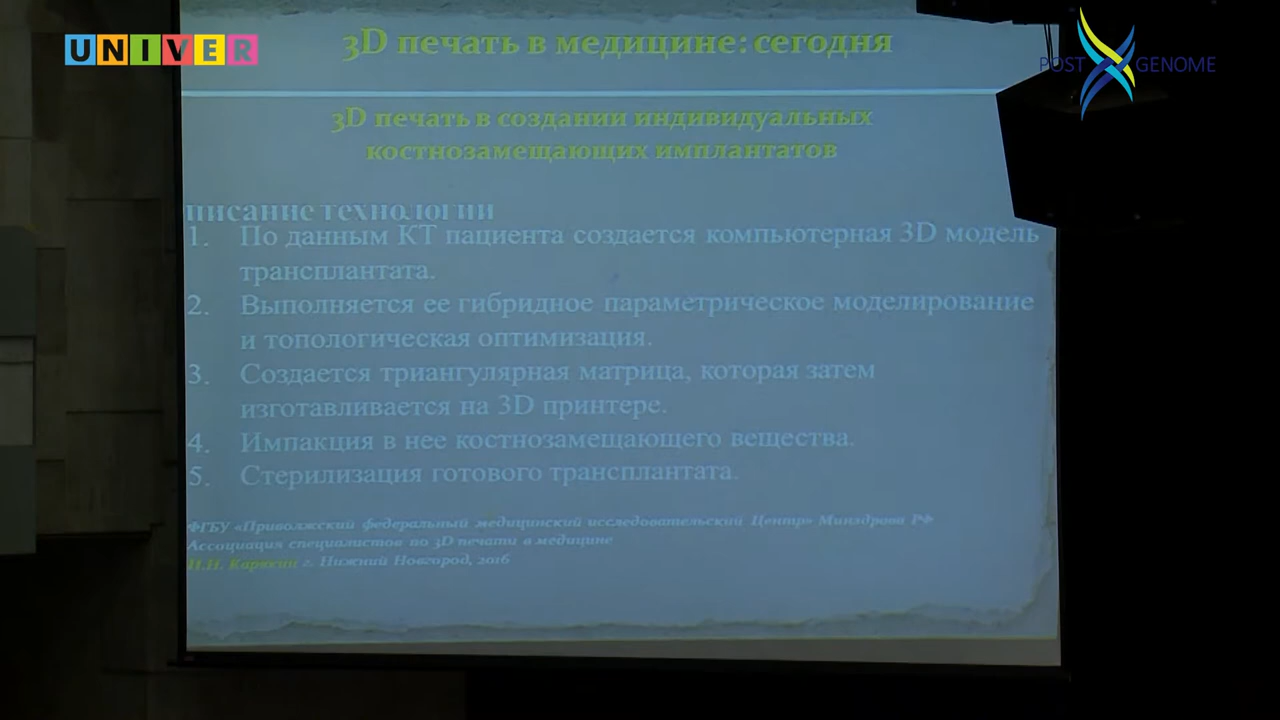 UNIVER
POST GENOME
3D печать в медицине: сегодня
3D печать в создании индивидуальных
костнозамещающих имплантатов
писание технологии
1. По данным КТ пациента создается компьютерная 3D модель
трансплантата.
2. Выполняется ее гибридное параметрическое моделирование
и топологическая оптимизация.
3. Создается триангулярная матрица, которая затем
изготавливается на 3D принтере.
4. Импакция в нее костнозамещающего вещества.
5. Стерилизация готового трансплантата.
ФГБУ «Приволжский федеральный медицинский исследовательский Центр» Минздрова РФ
Ассоциация специалистов по 3D печати в медицине
Карякин г. Нижний Новгород, 2016